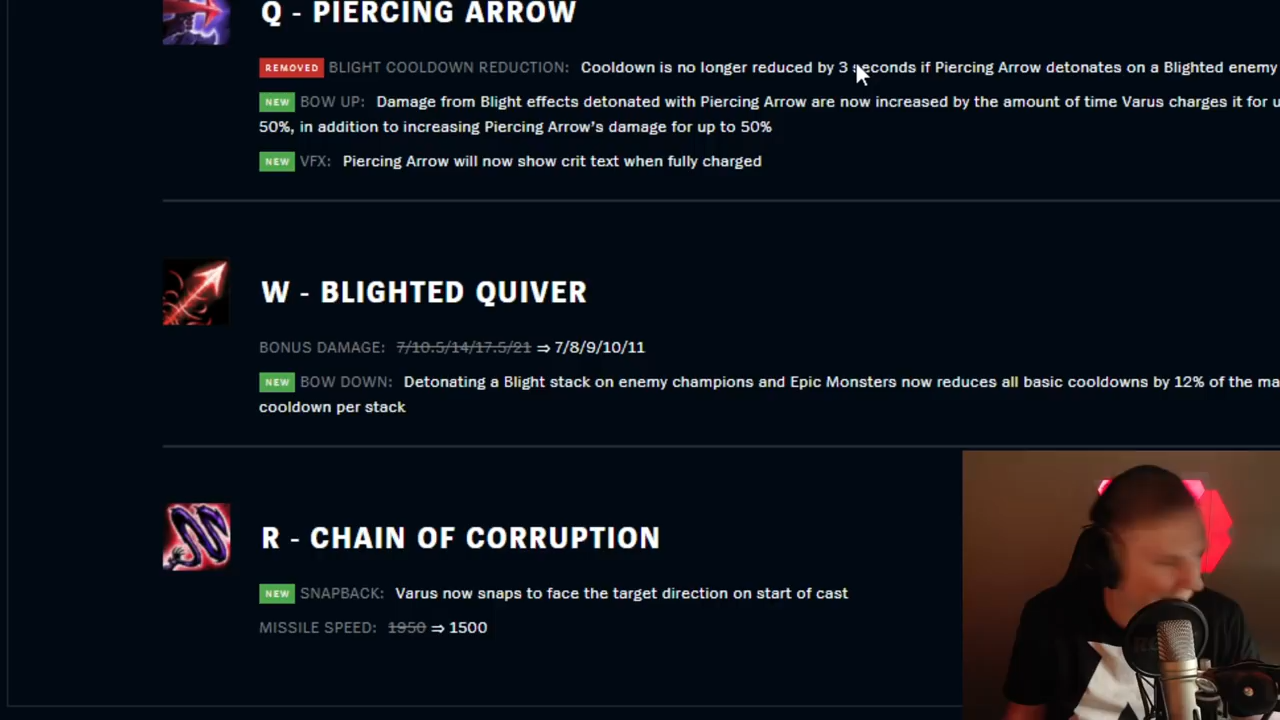 Q - PIERCING ARROW
REMOVED BLIGHT COOLDOWN REDUCTION: Cooldown is no longer reduced by 3 seconds if Piercing Arrow detonates on a Blighted enemy
NEW BOW UP: Damage from Blight effects detonated with Piercing Arrow are now increased by the amount of time Varus charges it for
50%, in addition to increasing Piercing Arrow's damage for up to 50%
NEW VFX: Piercing Arrow will now show crit text when fully charged
W - BLIGHTED QUIVER
BONUS DAMAGE: 7/10.5/14/17.5/21 ⇒ 7/8/9/10/11
NEW BOW DOWN: Detonating a Blight stack on enemy champions and Epic Monsters now reduces all basic cooldowns by 12% of the
cooldown per stack
R - CHAIN OF CORRUPTION
NEW SNAPBACK: Varus now snaps to face the target direction on start of cast
MISSILE SPEED: 1950 ⇒ 1500